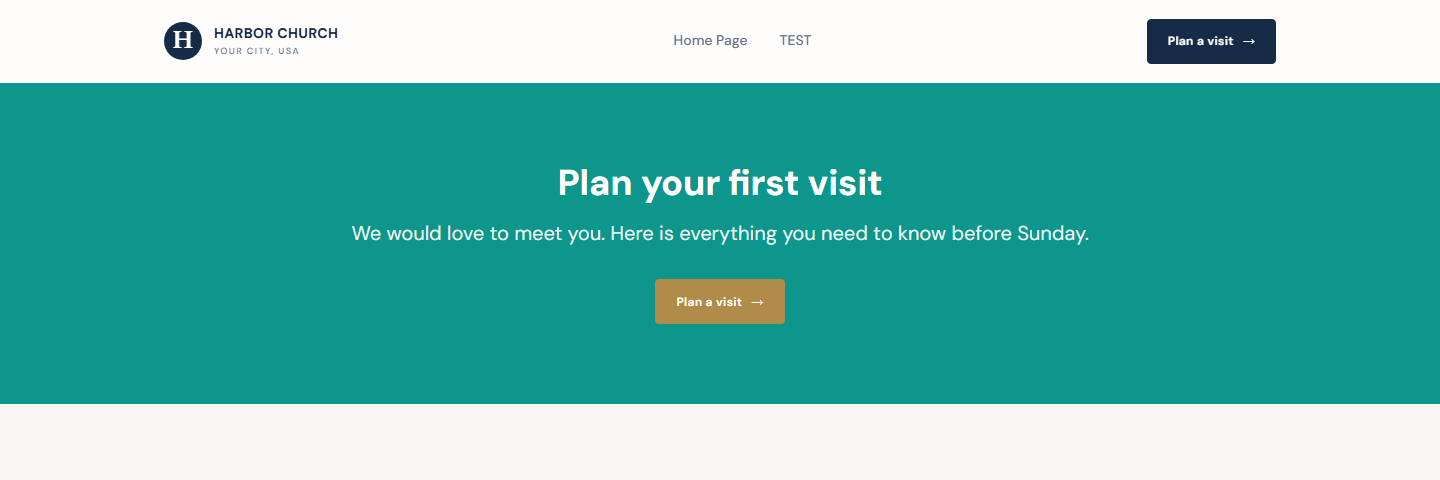 H
HARBOR CHURCH
YOUR CITY, USA
Home Page
TEST
Plan a visit →
Plan your first visit
We would love to meet you. Here is everything you need to know before Sunday.
Plan a visit →